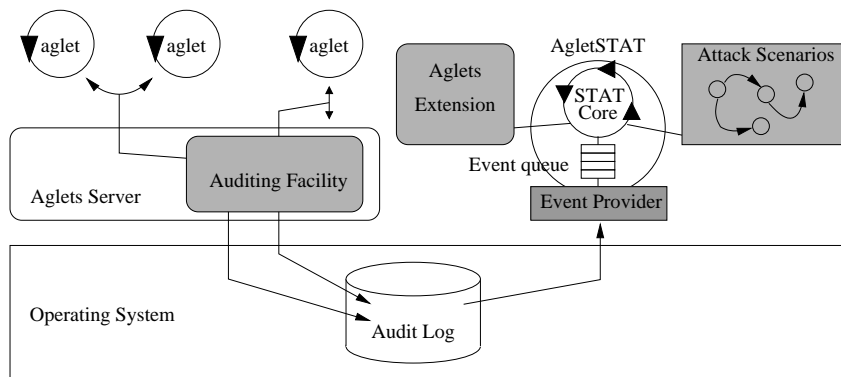 aglet
aglet
aglet
AgletSTAT
Attack Scenarios
Aglets
Extension
STAT
Core
Event queue
Auditing Facility
Aglets Server
Event Provider
Operating System
Audit Log